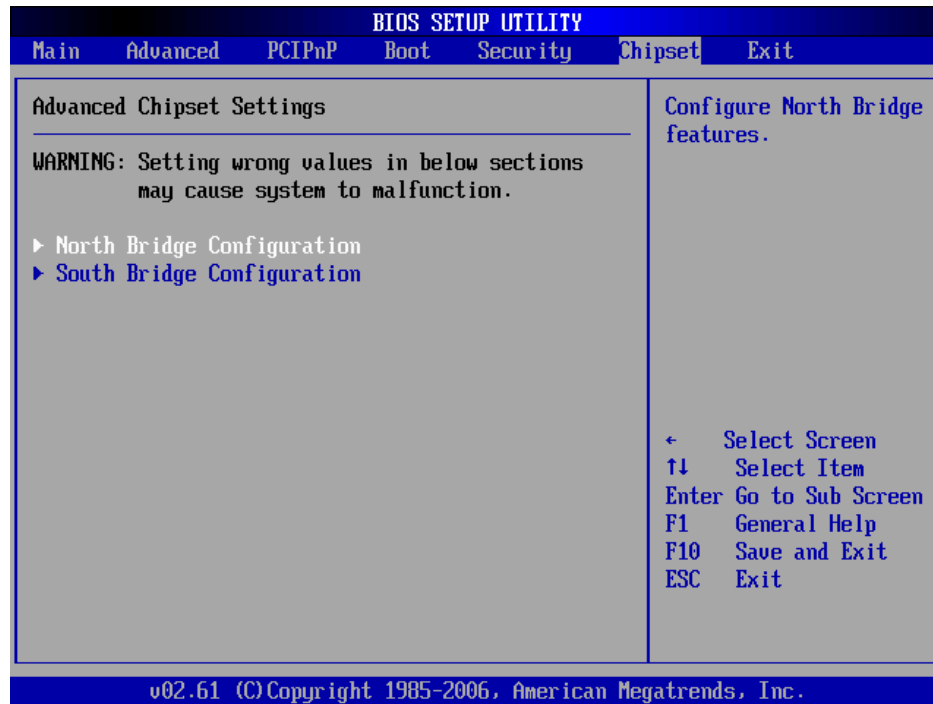 BIOS SETUP UTILITY
Main Advanced PCIPnP Boot Security Chipset Exit
Advanced Chipset Settings
WARNING: Setting wrong values in below sections
may cause system to malfunction.
▶ North Bridge Configuration
▶ South Bridge Configuration
Configure North Bridge
features.
← Select Screen
↑↓ Select Item
Enter Go to Sub Screen
F1 General Help
F10 Save and Exit
ESC Exit
v02.61 (C)Copyright 1985-2006, American Megatrends, Inc.